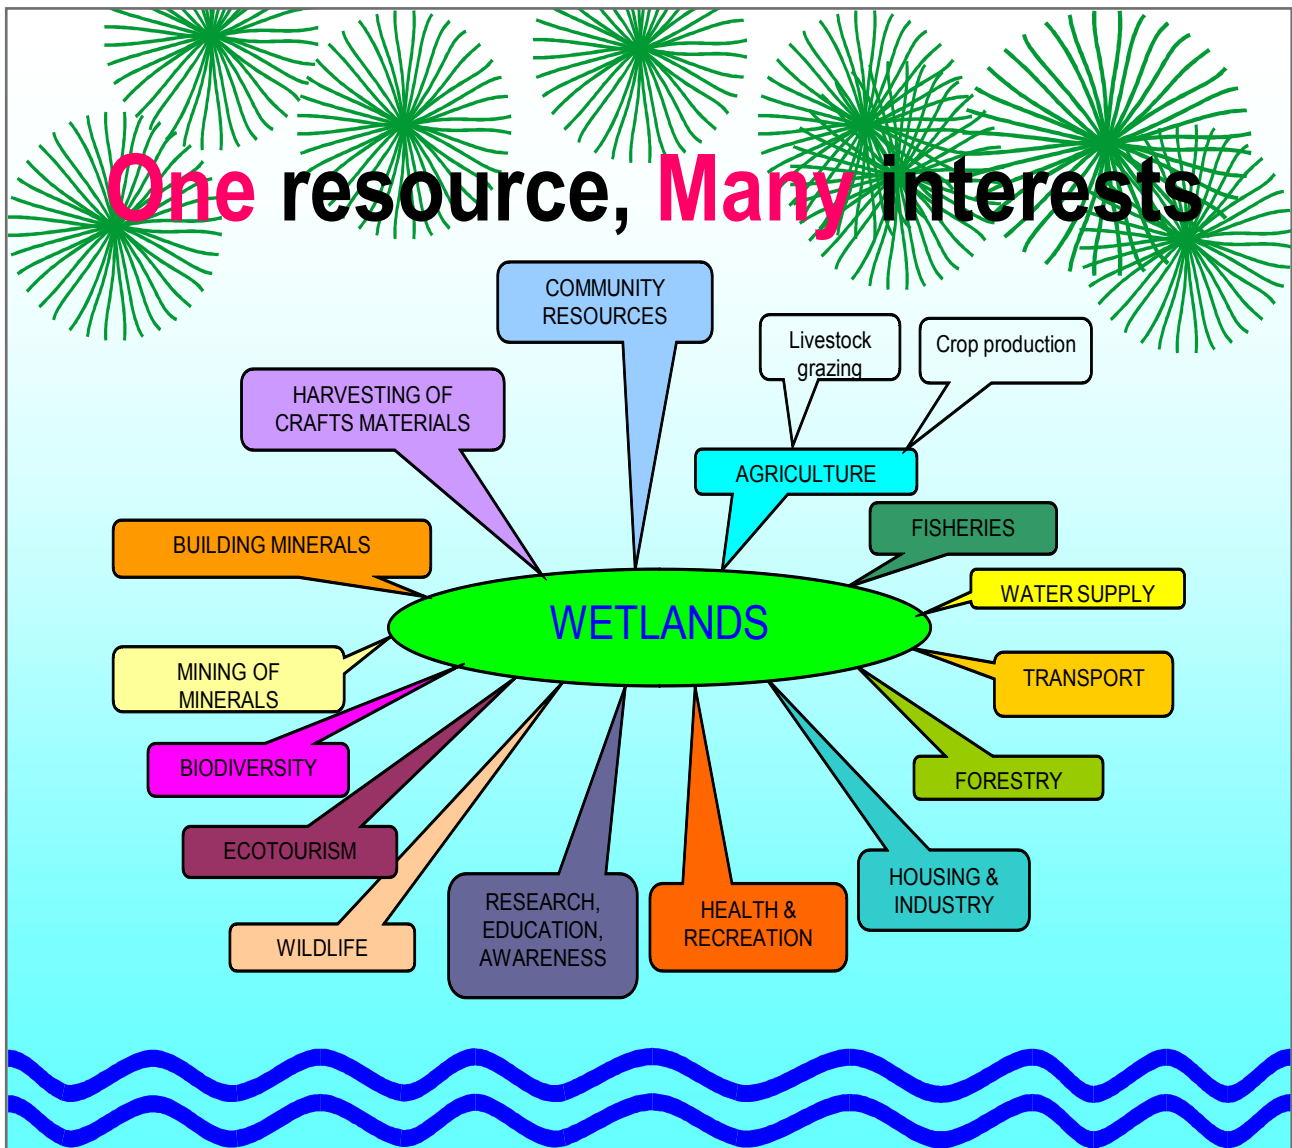 One resource, Many interests
COMMUNITY
RESOURCES
Livestock
grazing
Crop production
HARVESTING OF
CRAFTS MATERIALS
AGRICULTURE
FISHERIES
BUILDING MINERALS
WATER SUPPLY
WETLANDS
MINING OF
MINERALS
TRANSPORT
BIODIVERSITY
FORESTRY
ECOTOURISM
HOUSING &
INDUSTRY
RESEARCH,
EDUCATION,
AWARENESS
HEALTH &
RECREATION
WILDLIFE